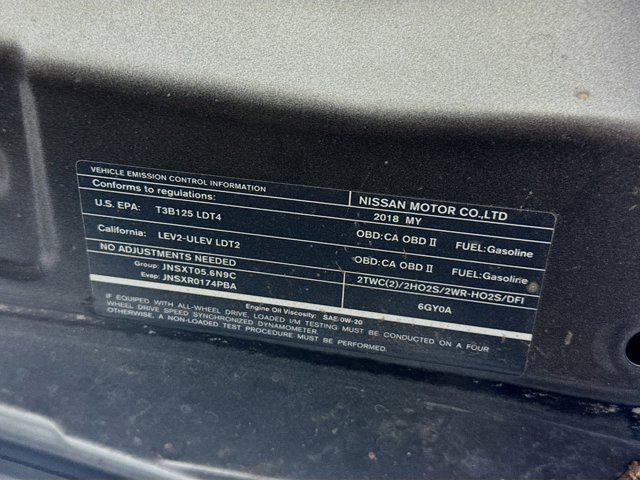 VEHICLE EMISSION CONTROL INFORMATION
NISSAN MOTOR CO.,LTD
Conforms to regulations:
2018 MY
U.S. EPA: T3B125 LDT4 OBD:CA OBD II FUEL:Gasoline
California: LEV2-ULEV LDT2 OBD:CA OBD II FUEL:Gasoline
NO ADJUSTMENTS NEEDED
Group: JNSXT05.6N9C 2TWC(2)/2HO2S/2WR-HO2S/DFI
Evap: JNSXR0174PBA 6GY0A
Engine Oil Viscosity: SAE-0W-20
IF EQUIPPED WITH ALL-WHEEL DRIVE, LOADED I/M TESTING MUST BE CONDUCTED ON A FOUR
WHEEL DRIVE SPEED SYNCHRONIZED DYNAMOMETER.
OTHERWISE, A NON-LOADED TEST PROCEDURE MUST BE PERFORMED.